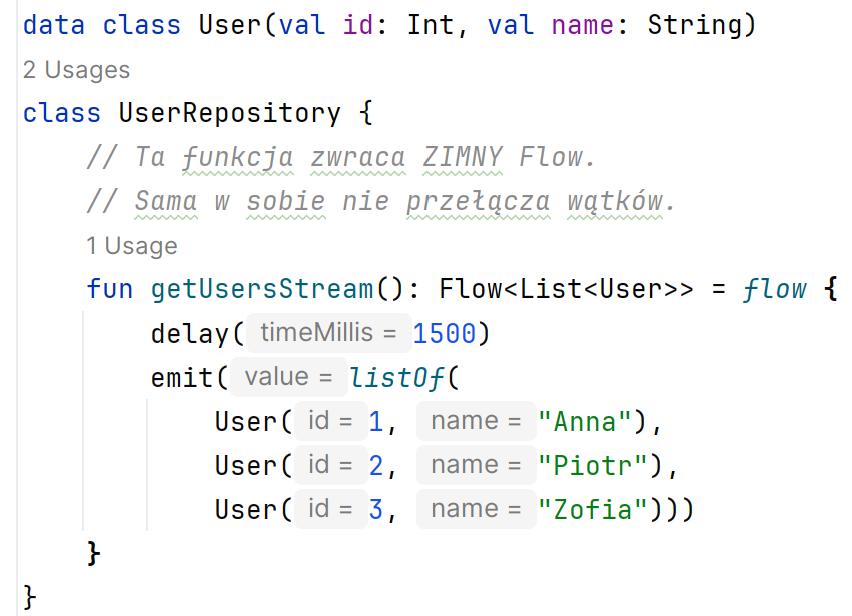 data class User(val id: Int, val name: String)
2 Usages
class UserRepository {
// Ta funkcja zwraca ZIMNY Flow.
// Sama w sobie nie przełącza wątków.
1 Usage
fun getUsersStream(): Flow<List<User>> = flow {
delay( timeMillis = 1500)
emit( value = listOf(
User( id = 1, name = "Anna"),
User( id = 2, name = "Piotr"),
User( id = 3, name = "Zofia")))
}
}